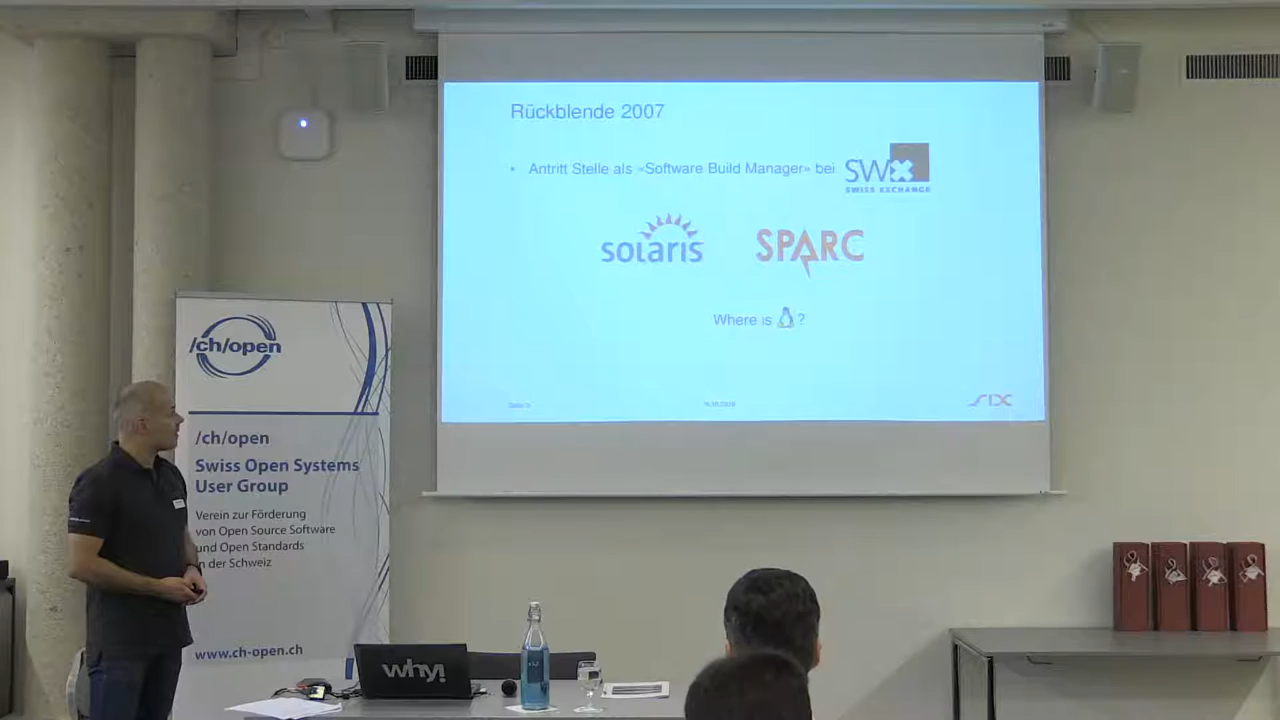 Rückblende 2007
• Antritt Stelle als «Software Build Manager» bei
SWX
SWISS EXCHANGE
solaris
SPARC
Where is ?
SIX
/ch/open
/ch/open
Swiss Open Systems
User Group
Verein zur Förderung
von Open Source Software
und Open Standards
in der Schweiz
www.ch-open.ch
why!